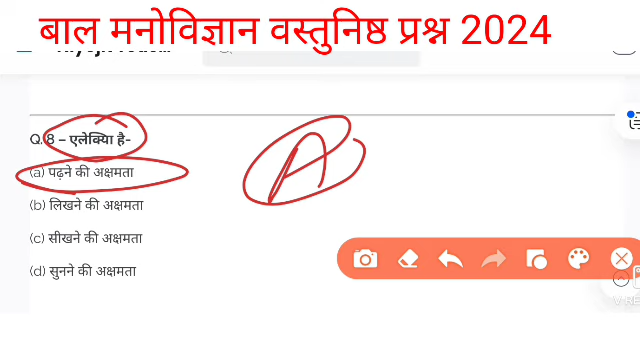 बाल मनोविज्ञान वस्तुनिष्ठ प्रश्न 2024
Q.8 – एलेक्यिा है-
(a) पढ़ने की अक्षमता
A
(b) लिखने की अक्षमता
(c) सीखने की अक्षमता
(d) सुनने की अक्षमता